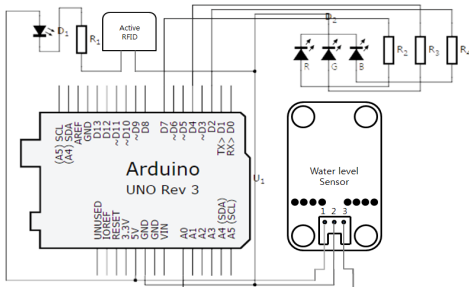 D1
R1
Active
RFID
D2
R
G
B
R2
R3
R4
(A5) SCL
(A4) SDA
AREF
GND
D13
D12
~D11
~D10
~D9
D8
D7
~D6
~D5
D4
~D3
D2
TX> D1
RX> D0
Arduino
UNO Rev 3
U1
UNUSED
IOREF
RESET
3.3V
5V
GND
GND
VIN
A0
A1
A2
A3
A4 (SDA)
A5 (SCL)
Water level
Sensor
1 2 3